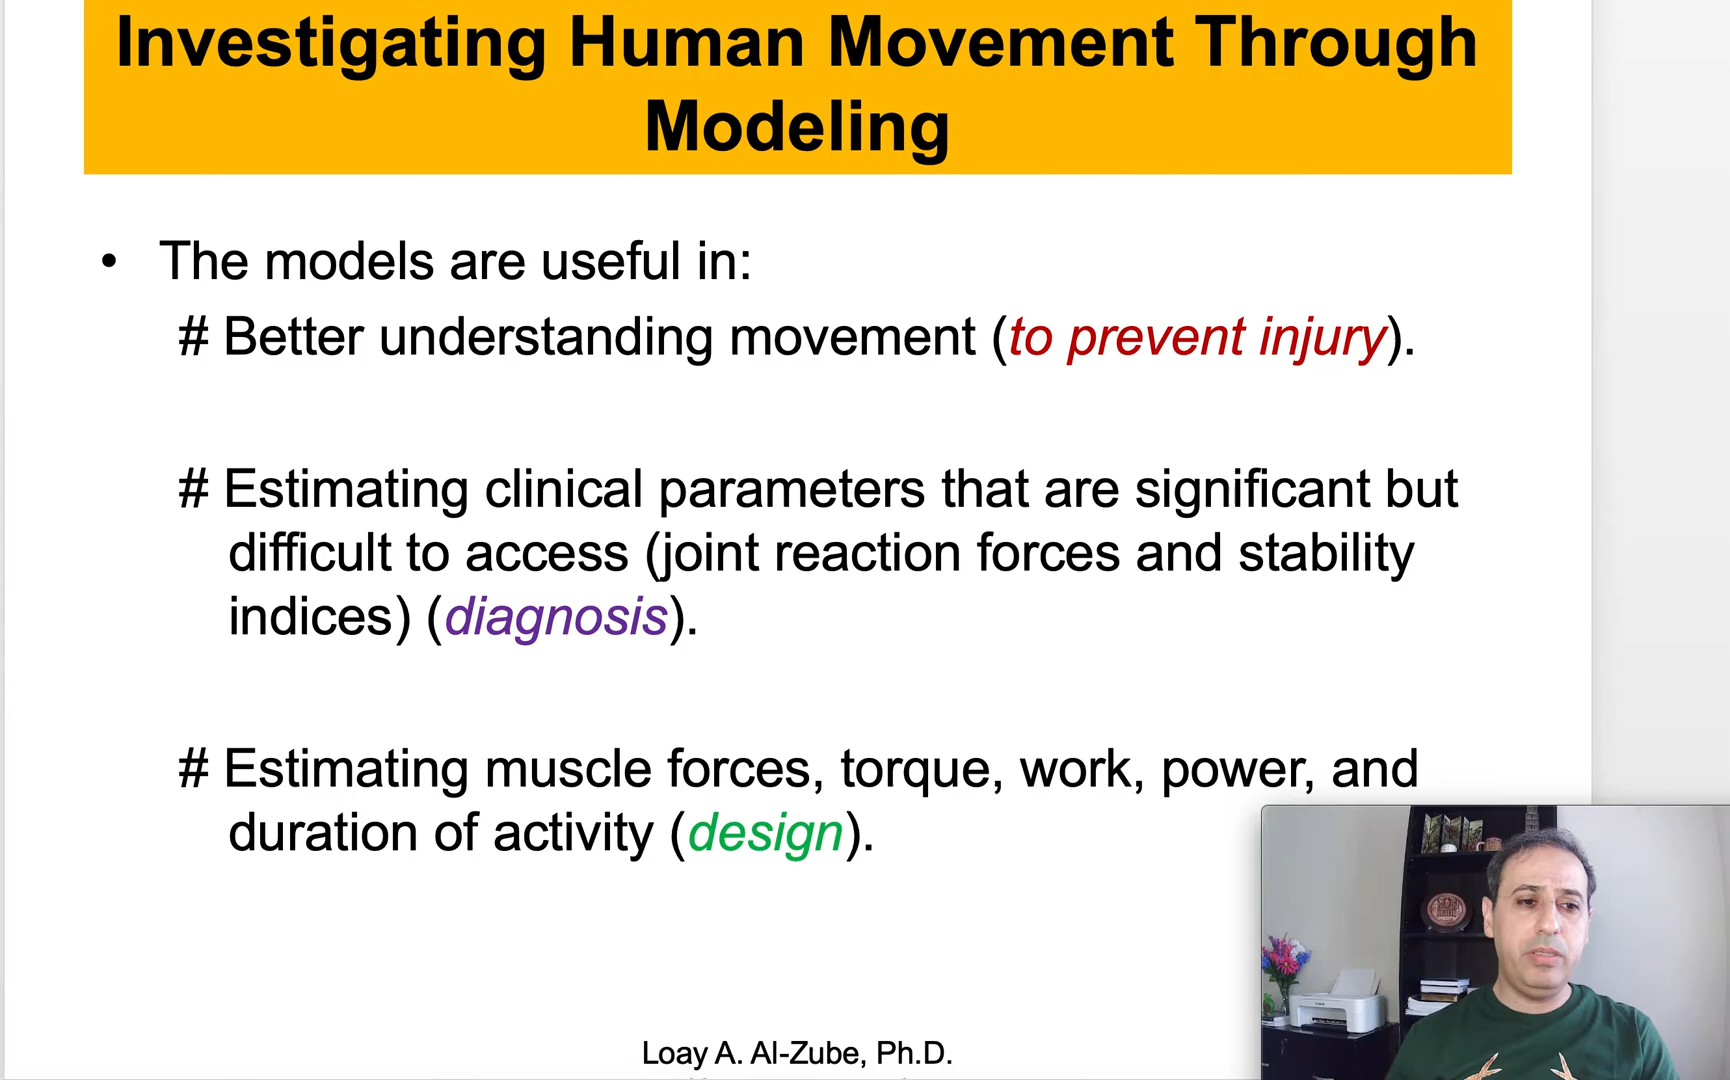 Investigating Human Movement Through
Modeling
• The models are useful in:
# Better understanding movement (to prevent injury).
# Estimating clinical parameters that are significant but
difficult to access (joint reaction forces and stability
indices) (diagnosis).
# Estimating muscle forces, torque, work, power, and
duration of activity (design).
Loay A. Al-Zube, Ph.D.